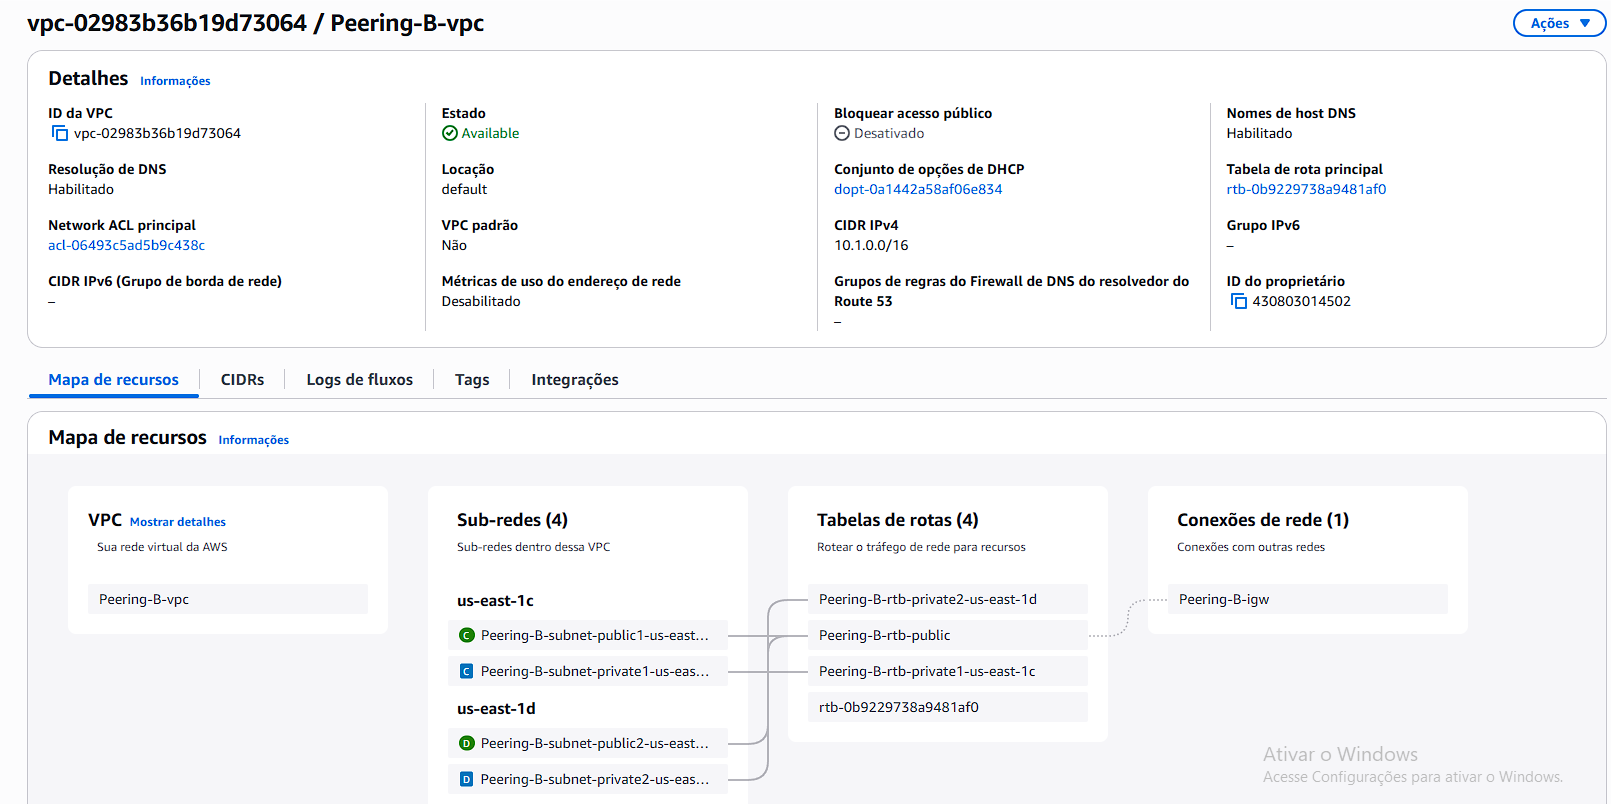 vpc-02983b36b19d73064 / Peering-B-vpc
Ações
Detalhes Informações
ID da VPC
vpc-02983b36b19d73064
Estado
Available
Bloquear acesso público
Desativado
Nomes de host DNS
Habilitado
Resolução de DNS
Habilitado
Locação
default
Conjunto de opções de DHCP
dopt-0a1442a58af06e834
Tabela de rota principal
rtb-0b9229738a9481af0
Network ACL principal
acl-06493c5ad5b9c438c
VPC padrão
Não
CIDR IPv4
10.1.0.0/16
Grupo IPv6
–
CIDR IPv6 (Grupo de borda de rede)
–
Métricas de uso do endereço de rede
Desabilitado
Grupos de regras do Firewall de DNS do resolvedor do
Route 53
–
ID do proprietário
430803014502
Mapa de recursos
CIDRs
Logs de fluxos
Tags
Integrações
Mapa de recursos Informações
VPC Mostrar detalhes
Sua rede virtual da AWS
Peering-B-vpc
Sub-redes (4)
Sub-redes dentro dessa VPC
us-east-1c
C Peering-B-subnet-public1-us-east...
C Peering-B-subnet-private1-us-eas...
us-east-1d
D Peering-B-subnet-public2-us-east...
D Peering-B-subnet-private2-us-eas...
Tabelas de rotas (4)
Rotear o tráfego de rede para recursos
Peering-B-rtb-private2-us-east-1d
Peering-B-rtb-public
Peering-B-rtb-private1-us-east-1c
rtb-0b9229738a9481af0
Conexões de rede (1)
Conexões com outras redes
Peering-B-igw
Ativar o Windows
Acesse Configurações para ativar o Windows.